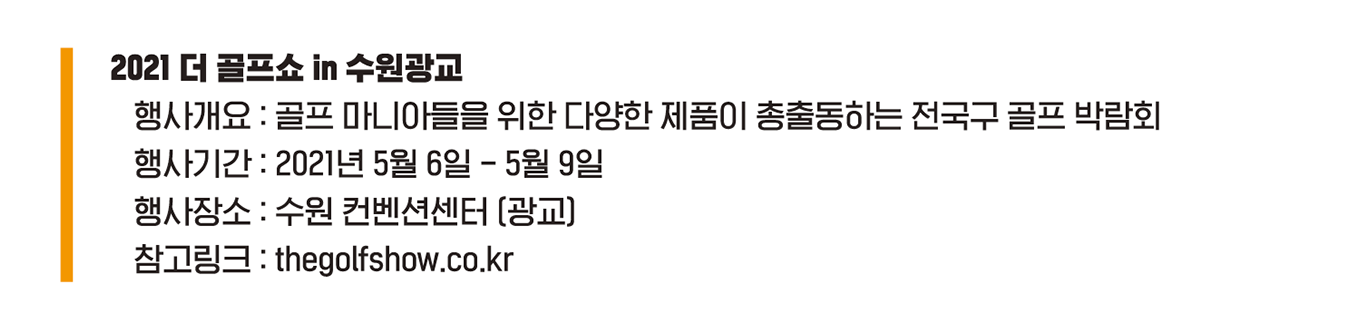 2021 더 골프쇼 in 수원광교
행사개요 : 골프 마니아들을 위한 다양한 제품이 총출동하는 전국구 골프 박람회
행사기간 : 2021년 5월 6일 - 5월 9일
행사장소 : 수원 컨벤션센터 (광교)
참고링크 : thegolfshow.co.kr